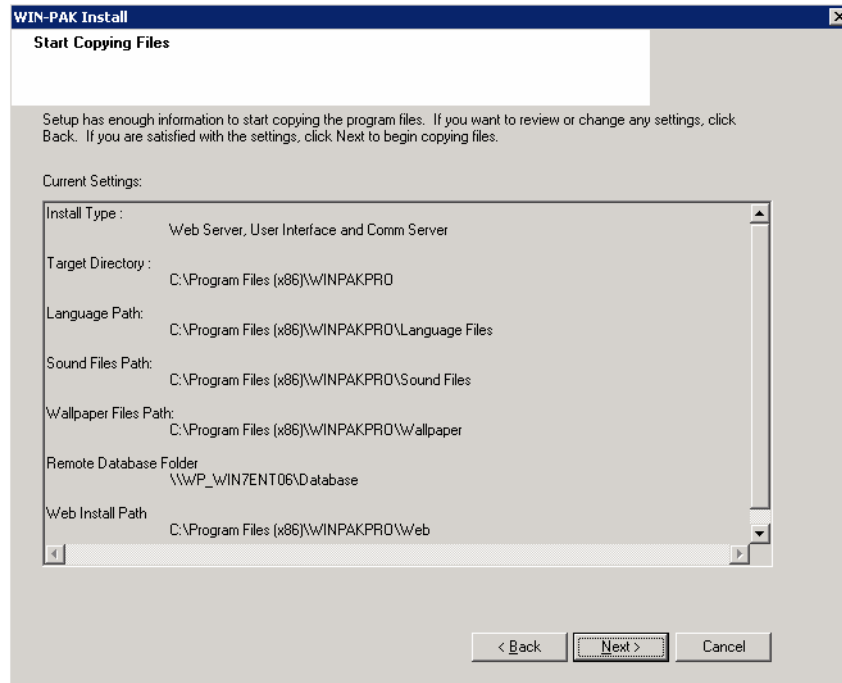 WIN-PAK Install
Start Copying Files
Setup has enough information to start copying the program files. If you want to review or change any settings, click
Back. If you are satisfied with the settings, click Next to begin copying files.
Current Settings:
Install Type :
Web Server, User Interface and Comm Server
Target Directory :
C:\Program Files (x86)\WINPAKPRO
Language Path:
C:\Program Files (x86)\WINPAKPRO\Language Files
Sound Files Path:
C:\Program Files (x86)\WINPAKPRO\Sound Files
Wallpaper Files Path:
C:\Program Files (x86)\WINPAKPRO\Wallpaper
Remote Database Folder
\\WP_WIN7ENT06\Database
Web Install Path
C:\Program Files (x86)\WINPAKPRO\Web
< Back Next > Cancel